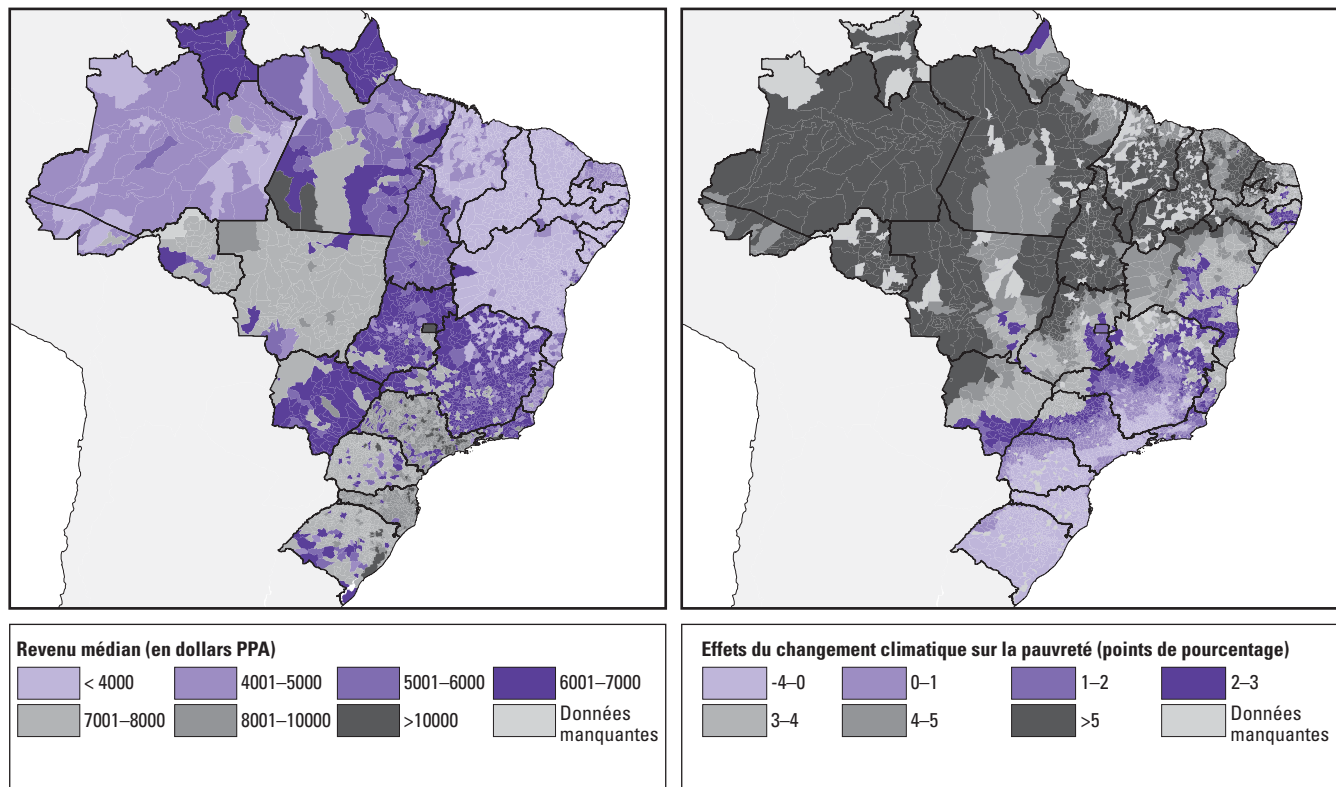 Revenu médian (en dollars PPA)
< 4000
4001–5000
5001–6000
6001–7000
7001–8000
8001–10000
>10000
Données
manquantes
Effets du changement climatique sur la pauvreté (points de pourcentage)
-4–0
0–1
1–2
2–3
3–4
4–5
>5
Données
manquantes